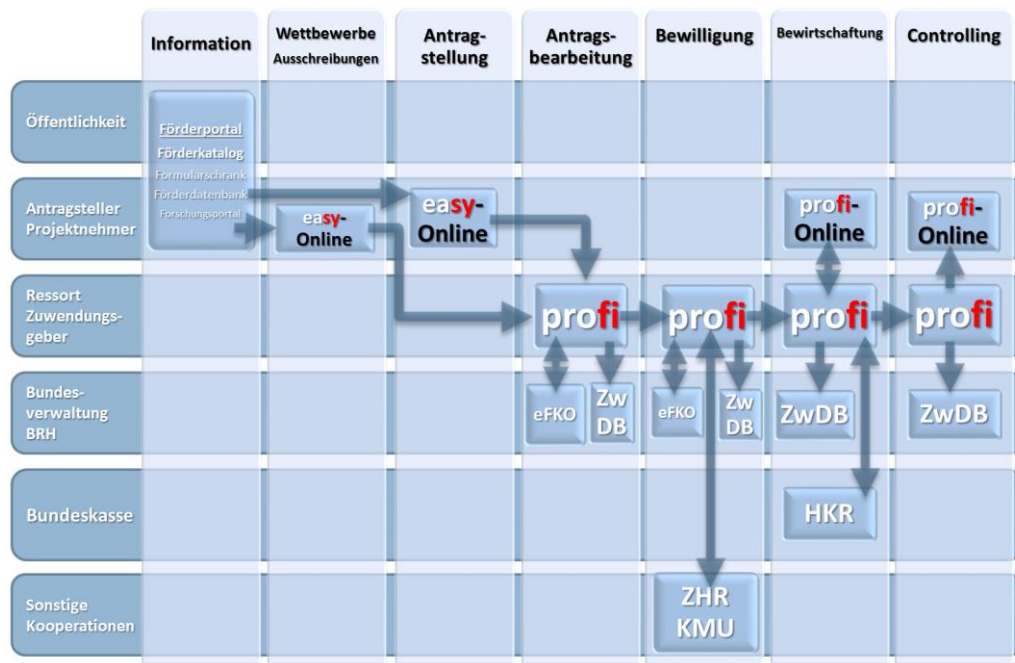 Information
Wettbewerbe
Ausschreibungen
Antrag-
stellung
Antrags-
bearbeitung
Bewilligung
Bewirtschaftung
Controlling
Öffentlichkeit
Förderportal
Förderkatalog
Formularschrank
Förderdatenbank
Forschungsportal
Antragsteller
Projektnehmer
easy-
Online
easy-
Online
profi-
Online
profi-
Online
Ressort
Zuwendungs-
geber
profi
profi
profi
profi
Bundes-
verwaltung
BRH
eFKO
Zw
DB
eFKO
Zw
DB
ZwDB
ZwDB
Bundeskasse
HKR
Sonstige
Kooperationen
ZHR
KMU